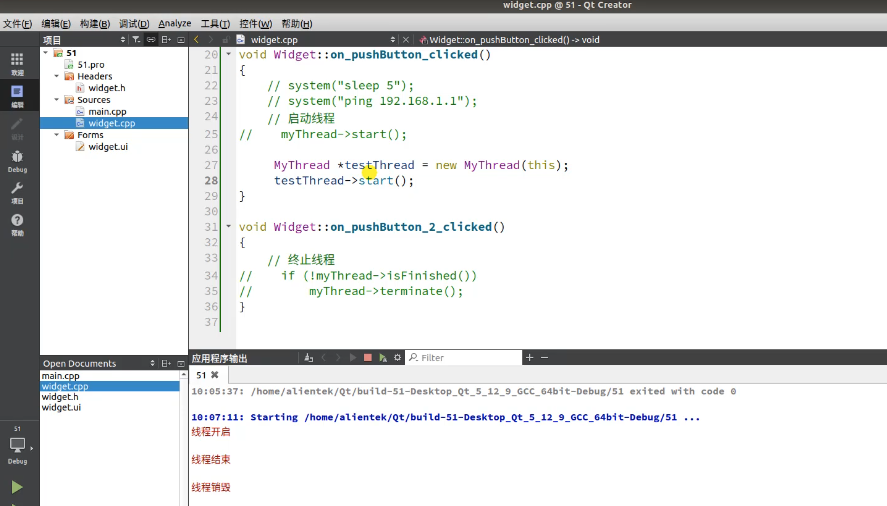 widget.cpp @ 51 - Qt Creator
文件(F) 编辑(E) 构建(B) 调试(D) Analyze 工具(T) 控件(W) 帮助(H)
项目
widget.cpp
Widget::on_pushButton_clicked() -> void
欢迎
编辑
设计
Debug
项目
帮助
51
51.pro
Headers
widget.h
Sources
main.cpp
widget.cpp
Forms
widget.ui
20 void Widget::on_pushButton_clicked()
21 {
22 // system("sleep 5");
23 // system("ping 192.168.1.1");
24 // 启动线程
25 // myThread->start();
26
27 MyThread *testThread = new MyThread(this);
28 testThread->start();
29 }
30
31 void Widget::on_pushButton_2_clicked()
32 {
33 // 终止线程
34 // if (!myThread->isFinished())
35 // myThread->terminate();
36 }
37
Open Documents
main.cpp
widget.cpp
widget.h
widget.ui
51
Debug
应用程序输出
Filter
51
10:05:37: /home/alientek/Qt/build-51-Desktop_Qt_5_12_9_GCC_64bit-Debug/51 exited with code 0
10:07:11: Starting /home/alientek/Qt/build-51-Desktop_Qt_5_12_9_GCC_64bit-Debug/51 ...
线程开启
线程结束
线程销毁